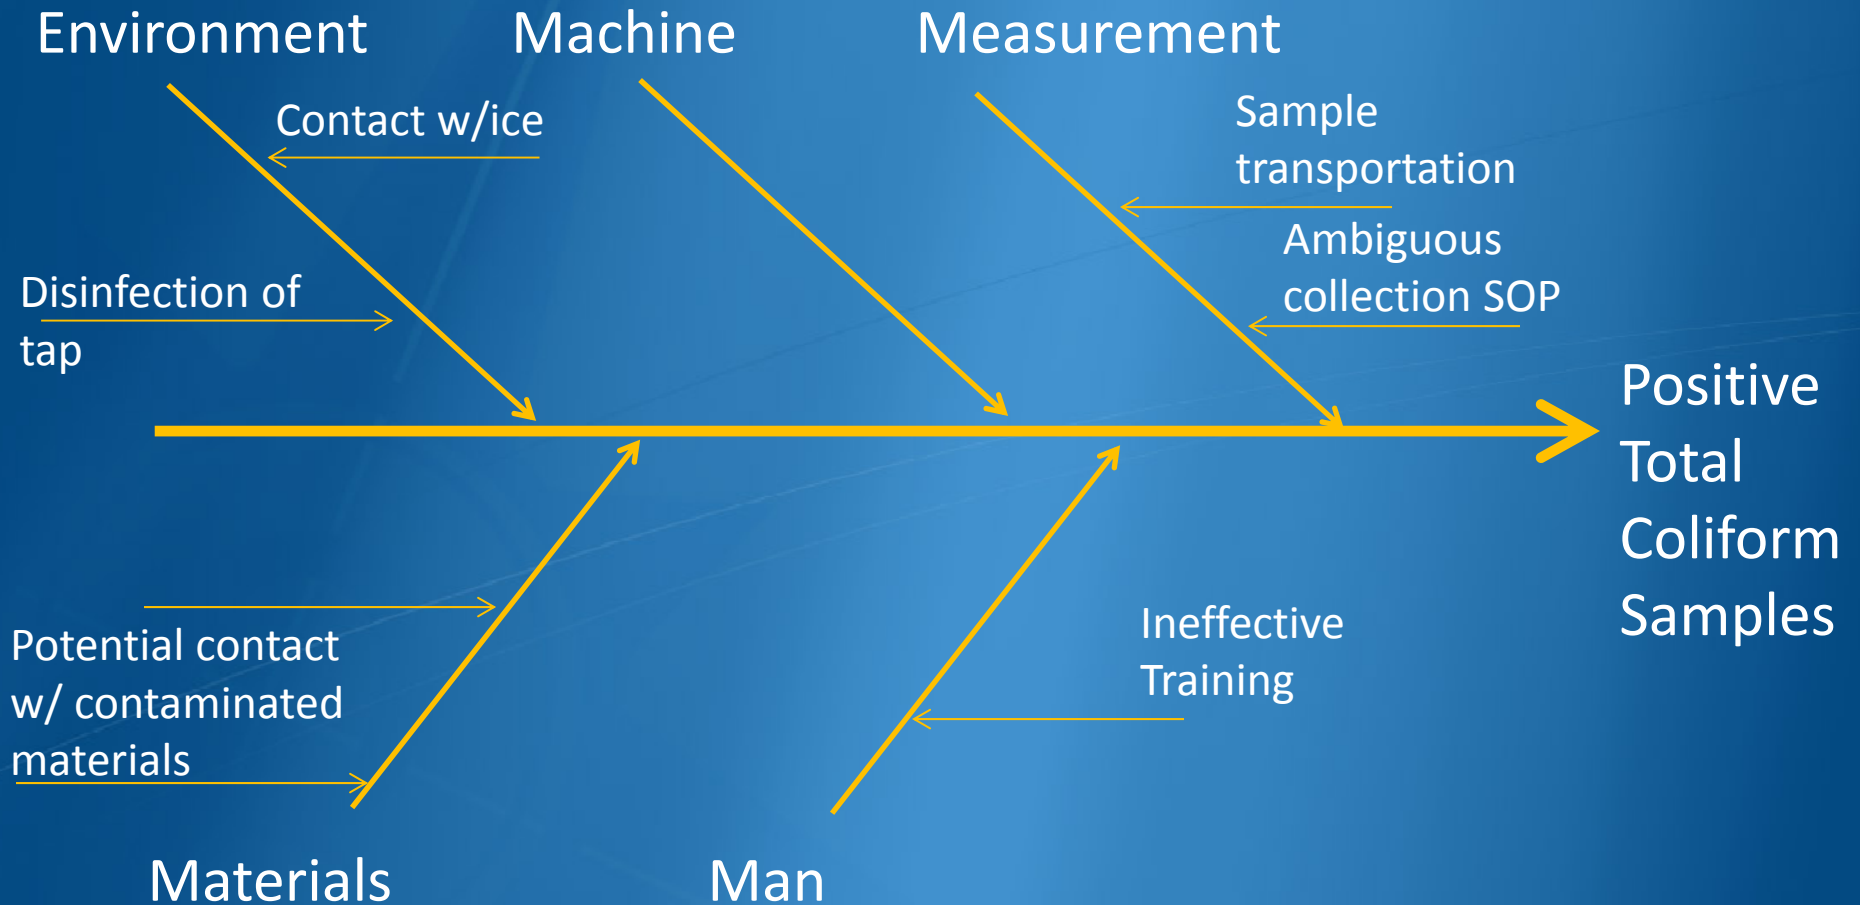 Environment
Machine
Measurement
Contact w/ice
Sample
transportation
Ambiguous
collection SOP
Disinfection of
tap
Positive
Total
Coliform
Samples
Potential contact
w/ contaminated
materials
Ineffective
Training
Materials
Man